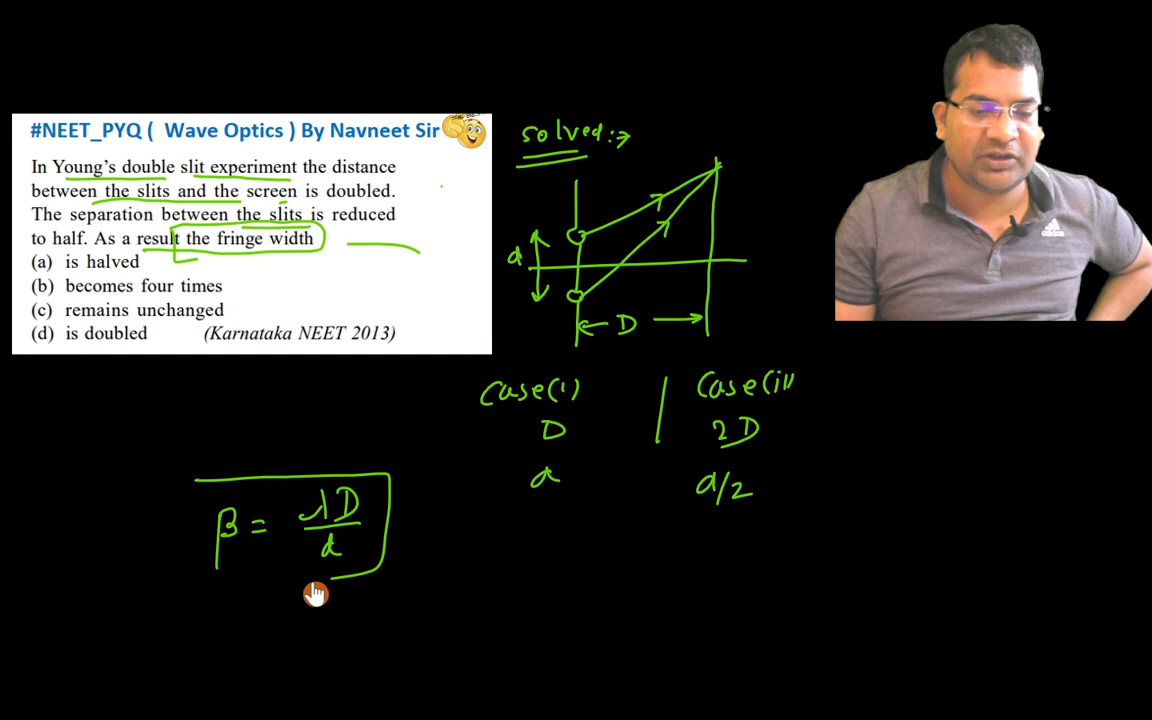 #NEET_PYQ ( Wave Optics ) By Navneet Sir
In Young's double slit experiment the distance
between the slits and the screen is doubled.
The separation between the slits is reduced
to half. As a result the fringe width
(a) is halved
(b) becomes four times
(c) remains unchanged
(d) is doubled (Karnataka NEET 2013)
solved:→
d
D
Case(i) | Case(ii)
D 2D
d d/2
β = λD/d
adidas